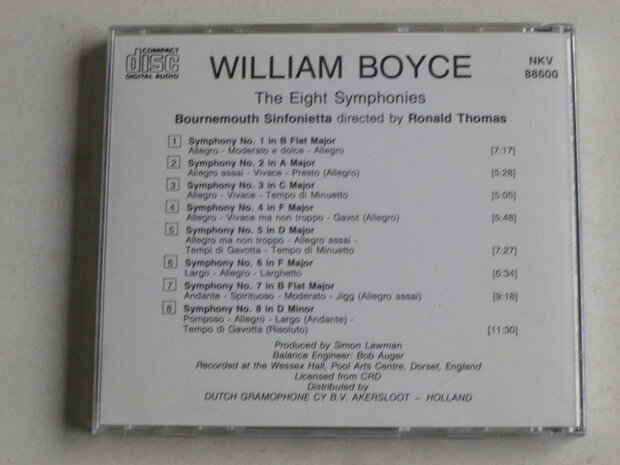 COMPACT
disc
DIGITAL AUDIO
WILLIAM BOYCE
NKV
88600
The Eight Symphonies
Bournemouth Sinfonietta directed by Ronald Thomas
1 Symphony No. 1 in B Flat Major
Allegro - Moderato e dolce - Allegro [7:17]
2 Symphony No. 2 in A Major
Allegro assai - Vivace - Presto (Allegro) [5:28]
3 Symphony No. 3 in C Major
Allegro - Vivace - Tempo di Minuetto [5:05]
4 Symphony No. 4 in F Major
Allegro - Vivace ma non troppo - Gavot (Allegro) [5:48]
5 Symphony No. 5 in D Major
Allegro ma non troppo - Allegro assai -
Tempi di Gavotta - Tempo di Minuetto [7:27]
6 Symphony No. 6 in F Major
Largo - Allegro - Larghetto [6:34]
7 Symphony No. 7 in B Flat Major
Andante - Spirituoso - Moderato - Jigg (Allegro assai) [9:18]
8 Symphony No. 8 in D Minor
Pomposo - Allegro - Largo (Andante) -
Tempo di Gavotta (Risoluto) [11:30]
Produced by Simon Lawman
Balance Engineer: Bob Auger
Recorded at the Wessex Hall, Pool Arts Centre, Dorset, England
Licensed from CRD
Distributed by
DUTCH GRAMOPHONE CY B.V. AKERSLOOT – HOLLAND